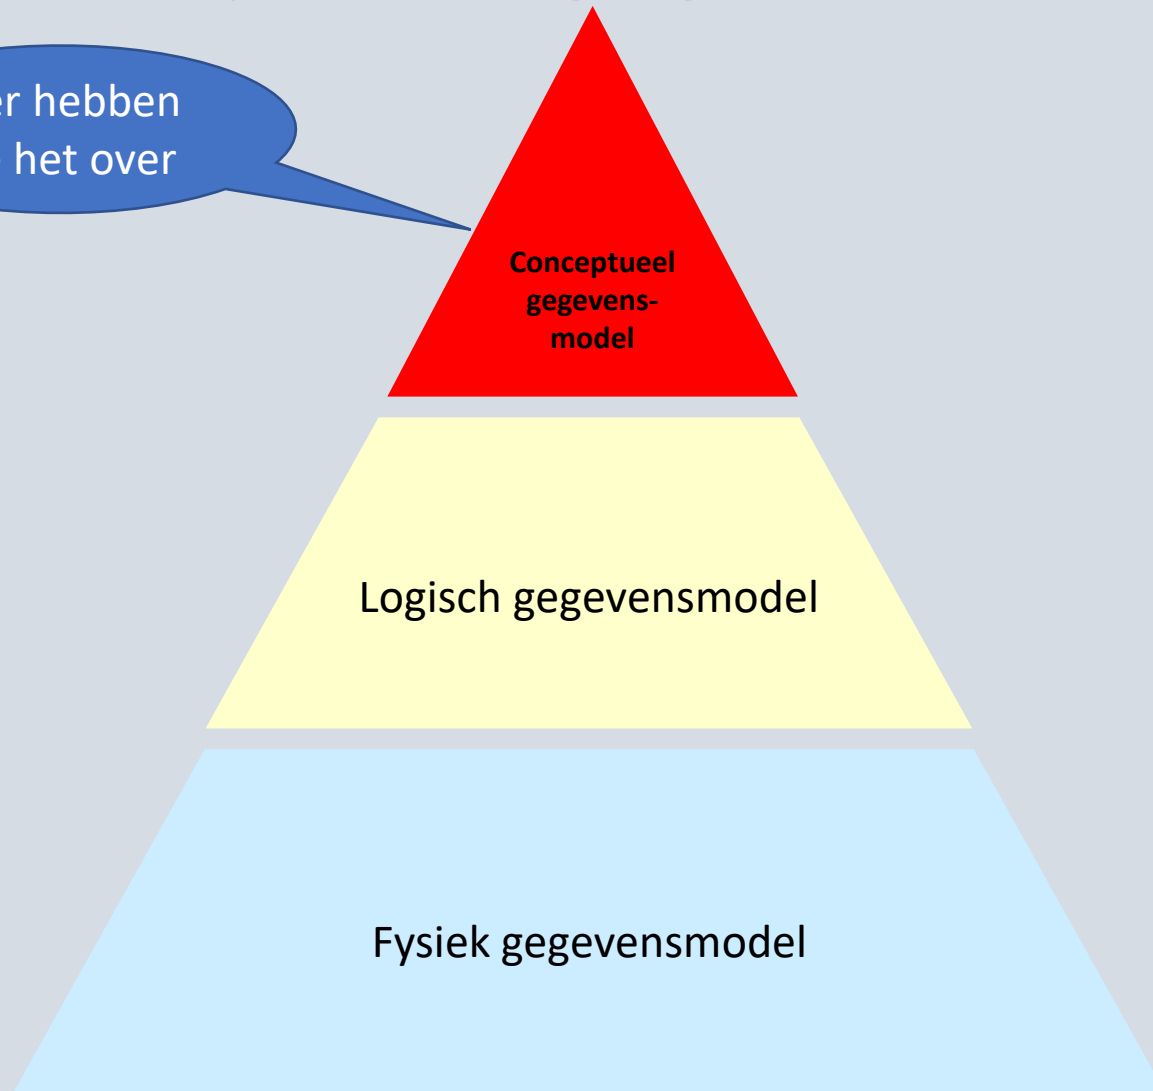 hebben
het over
Conceptueel
gegevens-
model
Logisch gegevensmodel
Fysiek gegevensmodel